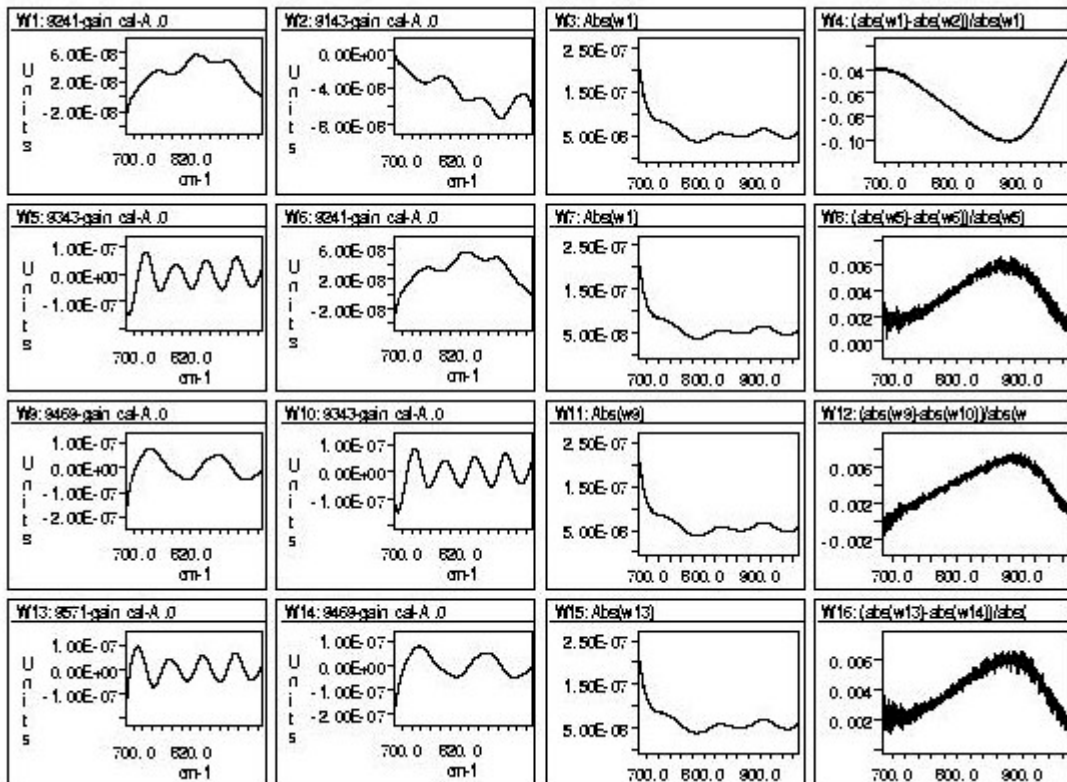 W1: 9241-gain cal-A .0
6.00E-08
2.00E-08
-2.00E-08
Units
700.0 820.0
cm-1
W2: 9143-gain cal-A .0
0.00E+00
-4.00E-08
-8.00E-08
Units
700.0 820.0
cm-1
W3: Abs(w1)
2.50E-07
1.50E-07
5.00E-08
700.0 800.0 900.0
W4: (abs(w1)-abs(w2))/abs(w1)
-0.04
-0.06
-0.10
700.0 800.0 900.0
W5: 9343-gain cal-A .0
1.00E-07
0.00E+00
-1.00E-07
Units
700.0 820.0
cm-1
W6: 9241-gain cal-A .0
6.00E-08
2.00E-08
-2.00E-08
Units
700.0 820.0
cm-1
W7: Abs(w1)
2.50E-07
1.50E-07
5.00E-08
700.0 800.0 900.0
W8: (abs(w5)-abs(w6))/abs(w5)
0.006
0.004
0.002
0.000
700.0 900.0
W9: 9469-gain cal-A .0
1.00E-07
0.00E+00
-1.00E-07
-2.00E-07
Units
700.0 820.0
cm-1
W10: 9343-gain cal-A .0
1.00E-07
0.00E+00
-1.00E-07
Units
700.0 820.0
cm-1
W11: Abs(w9)
2.50E-07
1.50E-07
5.00E-08
700.0 800.0 900.0
W12: (abs(w9)-abs(w10))/abs(w
0.006
0.002
-0.002
700.0 800.0 900.0
W13: 9571-gain cal-A .0
1.00E-07
0.00E+00
-1.00E-07
Units
700.0 820.0
cm-1
W14: 9469-gain cal-A .0
1.00E-07
0.00E+00
-1.00E-07
-2.00E-07
Units
700.0 820.0
cm-1
W15: Abs(w13)
2.50E-07
1.50E-07
5.00E-08
700.0 800.0 900.0
W16: (abs(w13)-abs(w14))/abs(
0.006
0.004
0.002
700.0 800.0 900.0